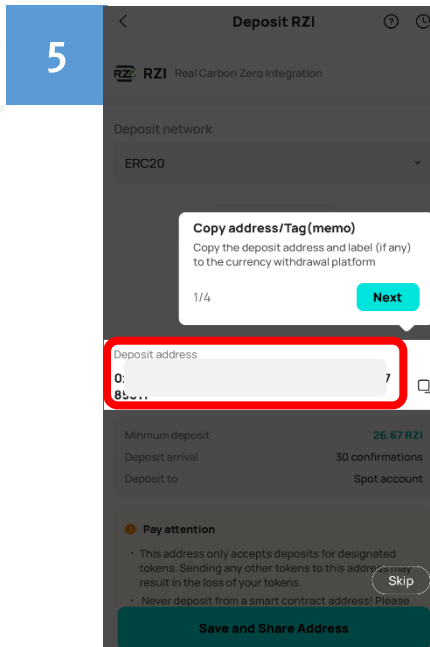 5
Deposit RZI
RZI RZI Real Carbon Zero Integration
Deposit network
ERC20
Copy address/Tag(memo)
Copy the deposit address and label (if any)
to the currency withdrawal platform
1/4
Next
Deposit address
Minmum deposit 26.67 RZI
Deposit arrival 30 confirmations
Deposit to Spot account
Pay attention
• This address only accepts deposits for designated
tokens. Sending any other tokens to this address may
result in the loss of your tokens.
Skip
• Never deposit from a smart contract address! Please
Save and Share Address